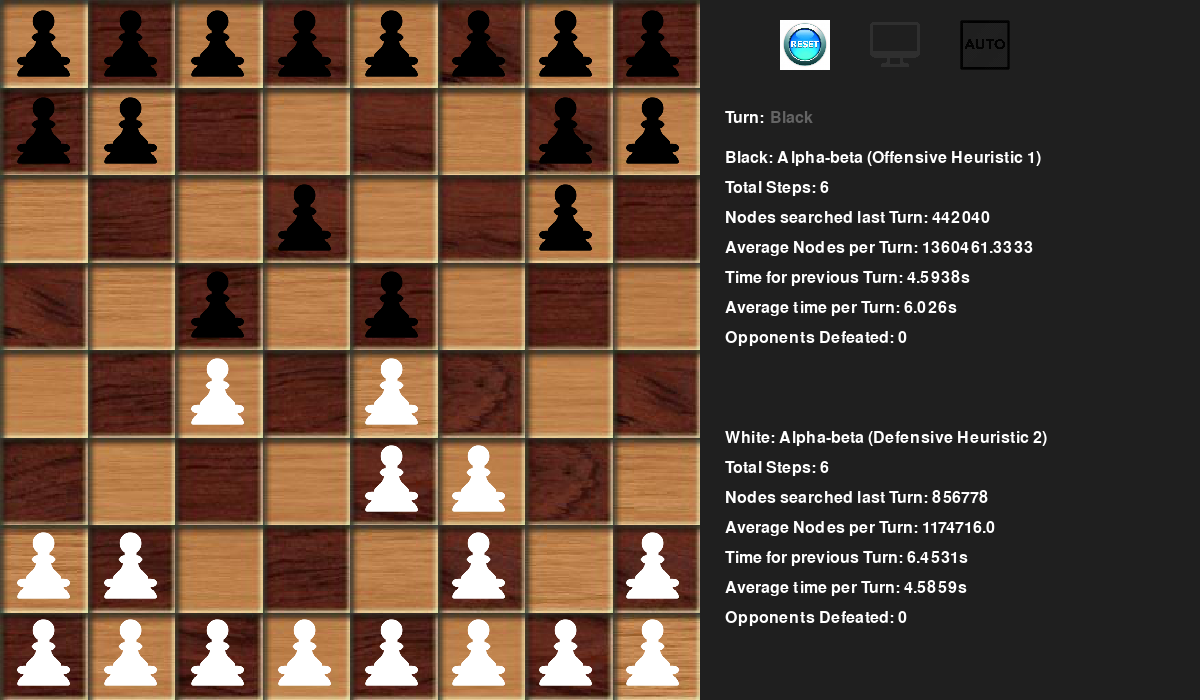 RESET
AUTO
Turn: Black
Black: Alpha-beta (Offensive Heuristic 1)
Total Steps: 6
Nodes searched last Turn: 442040
Average Nodes per Turn: 1360461.3333
Time for previous Turn: 4.5938s
Average time per Turn: 6.026s
Opponents Defeated: 0
White: Alpha-beta (Defensive Heuristic 2)
Total Steps: 6
Nodes searched last Turn: 856778
Average Nodes per Turn: 1174716.0
Time for previous Turn: 6.4531s
Average time per Turn: 4.5859s
Opponents Defeated: 0